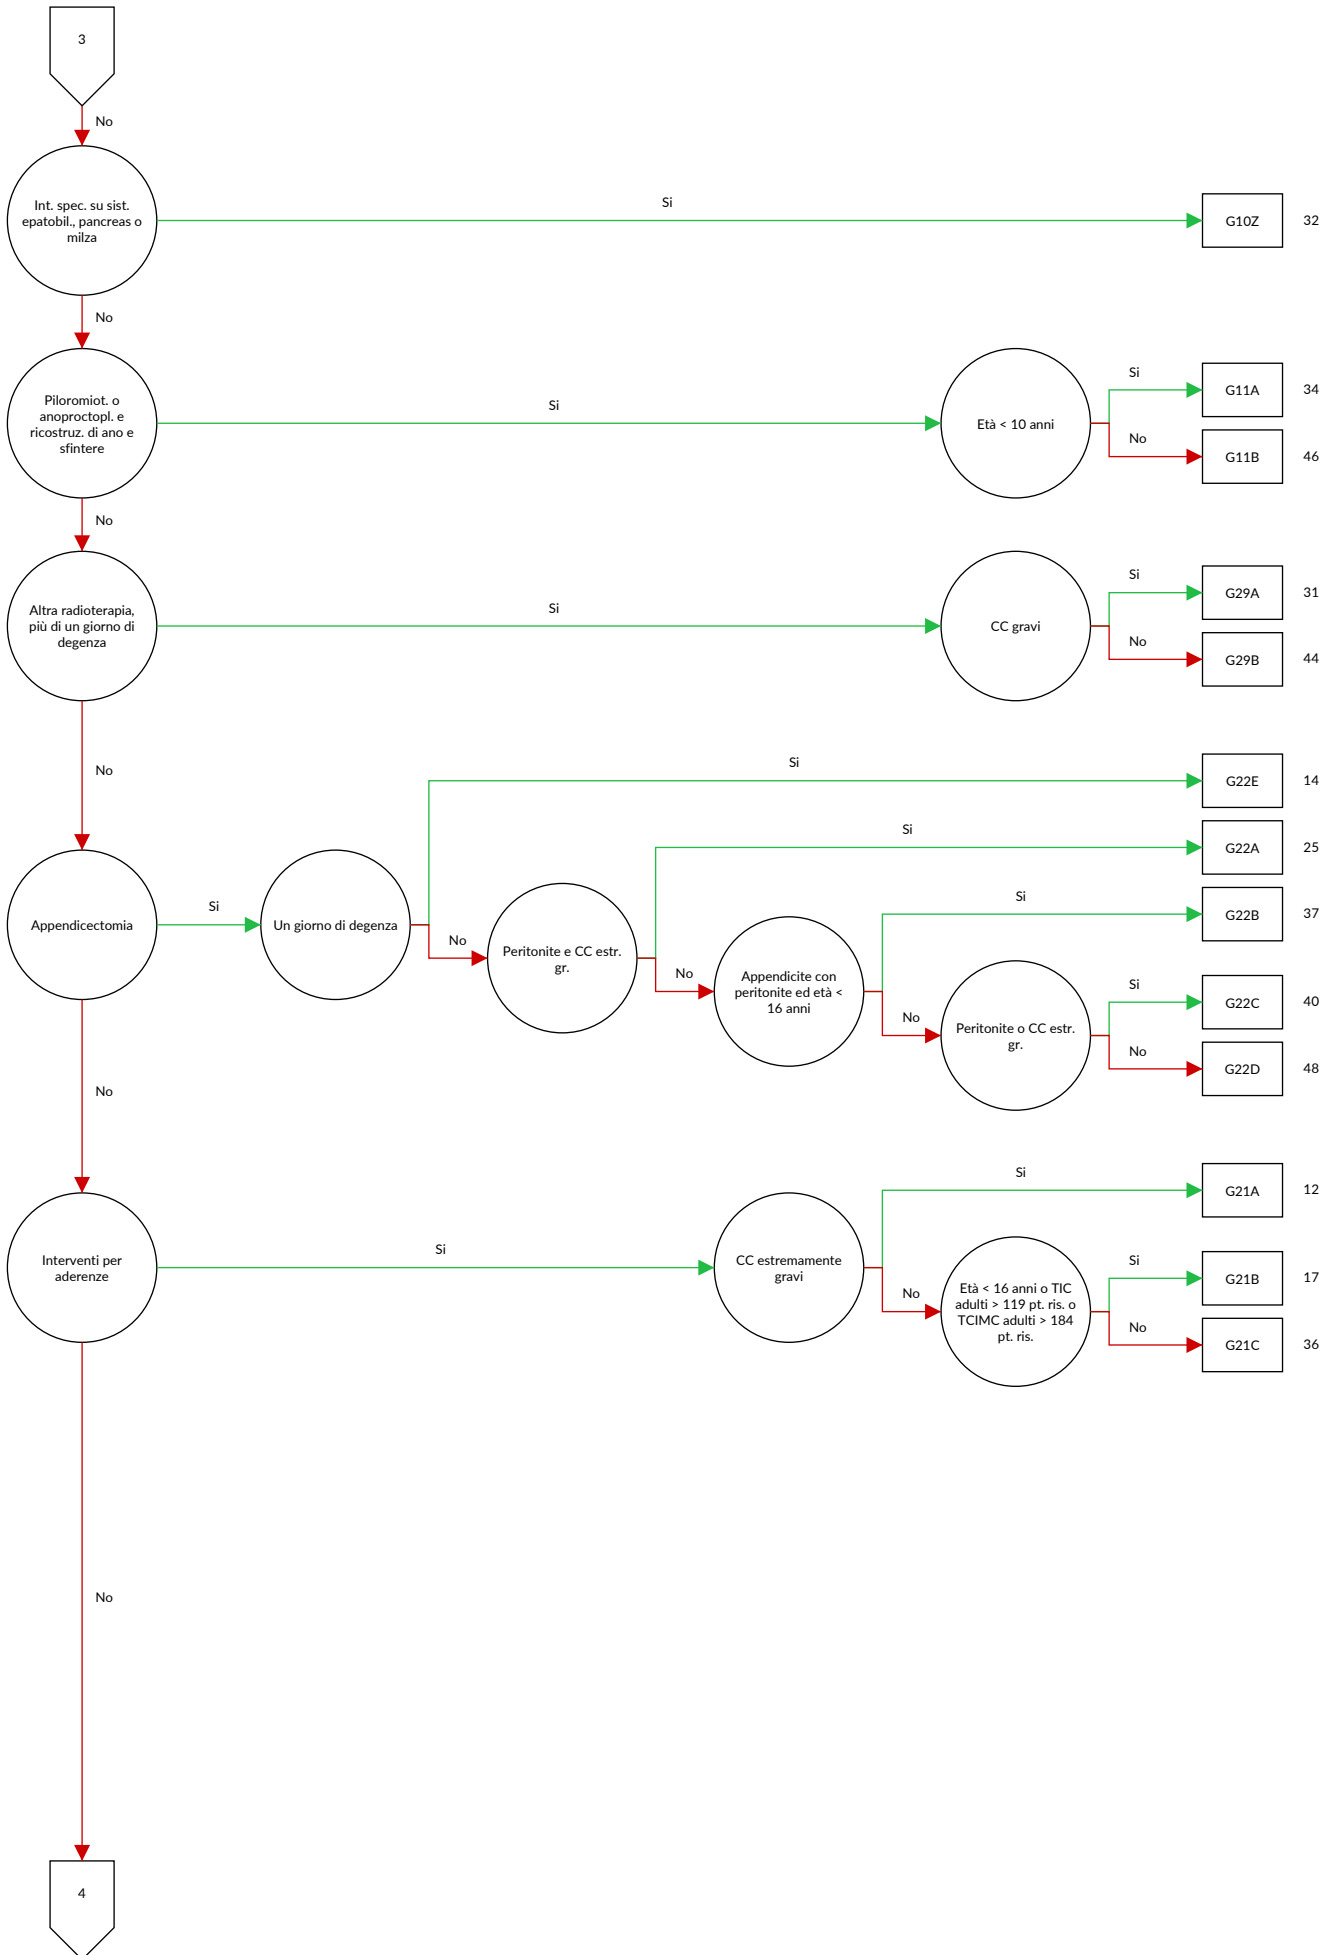 3
No
Int. spec. su sist.
epatobil., pancreas o
milza
Si
G10Z
32
No
Piloromiot. o
anoproctopl. e
ricostruz. di ano e
sfintere
Si
Età < 10 anni
Si
G11A
34
No
G11B
46
No
Altra radioterapia,
più di un giorno di
degenza
Si
CC gravi
Si
G29A
31
No
G29B
44
No
Appendicectomia
Si
Un giorno di degenza
Si
G22E
14
No
Peritonite e CC estr.
gr.
Si
G22A
25
No
Appendicite con
peritonite ed età <
16 anni
Si
G22B
37
No
Peritonite o CC estr.
gr.
Si
G22C
40
No
G22D
48
No
Interventi per
aderenze
Si
CC estremamente
gravi
Si
G21A
12
No
Età < 16 anni o TIC
adulti > 119 pt. ris. o
TCIMC adulti > 184
pt. ris.
Si
G21B
17
No
G21C
36
No
4